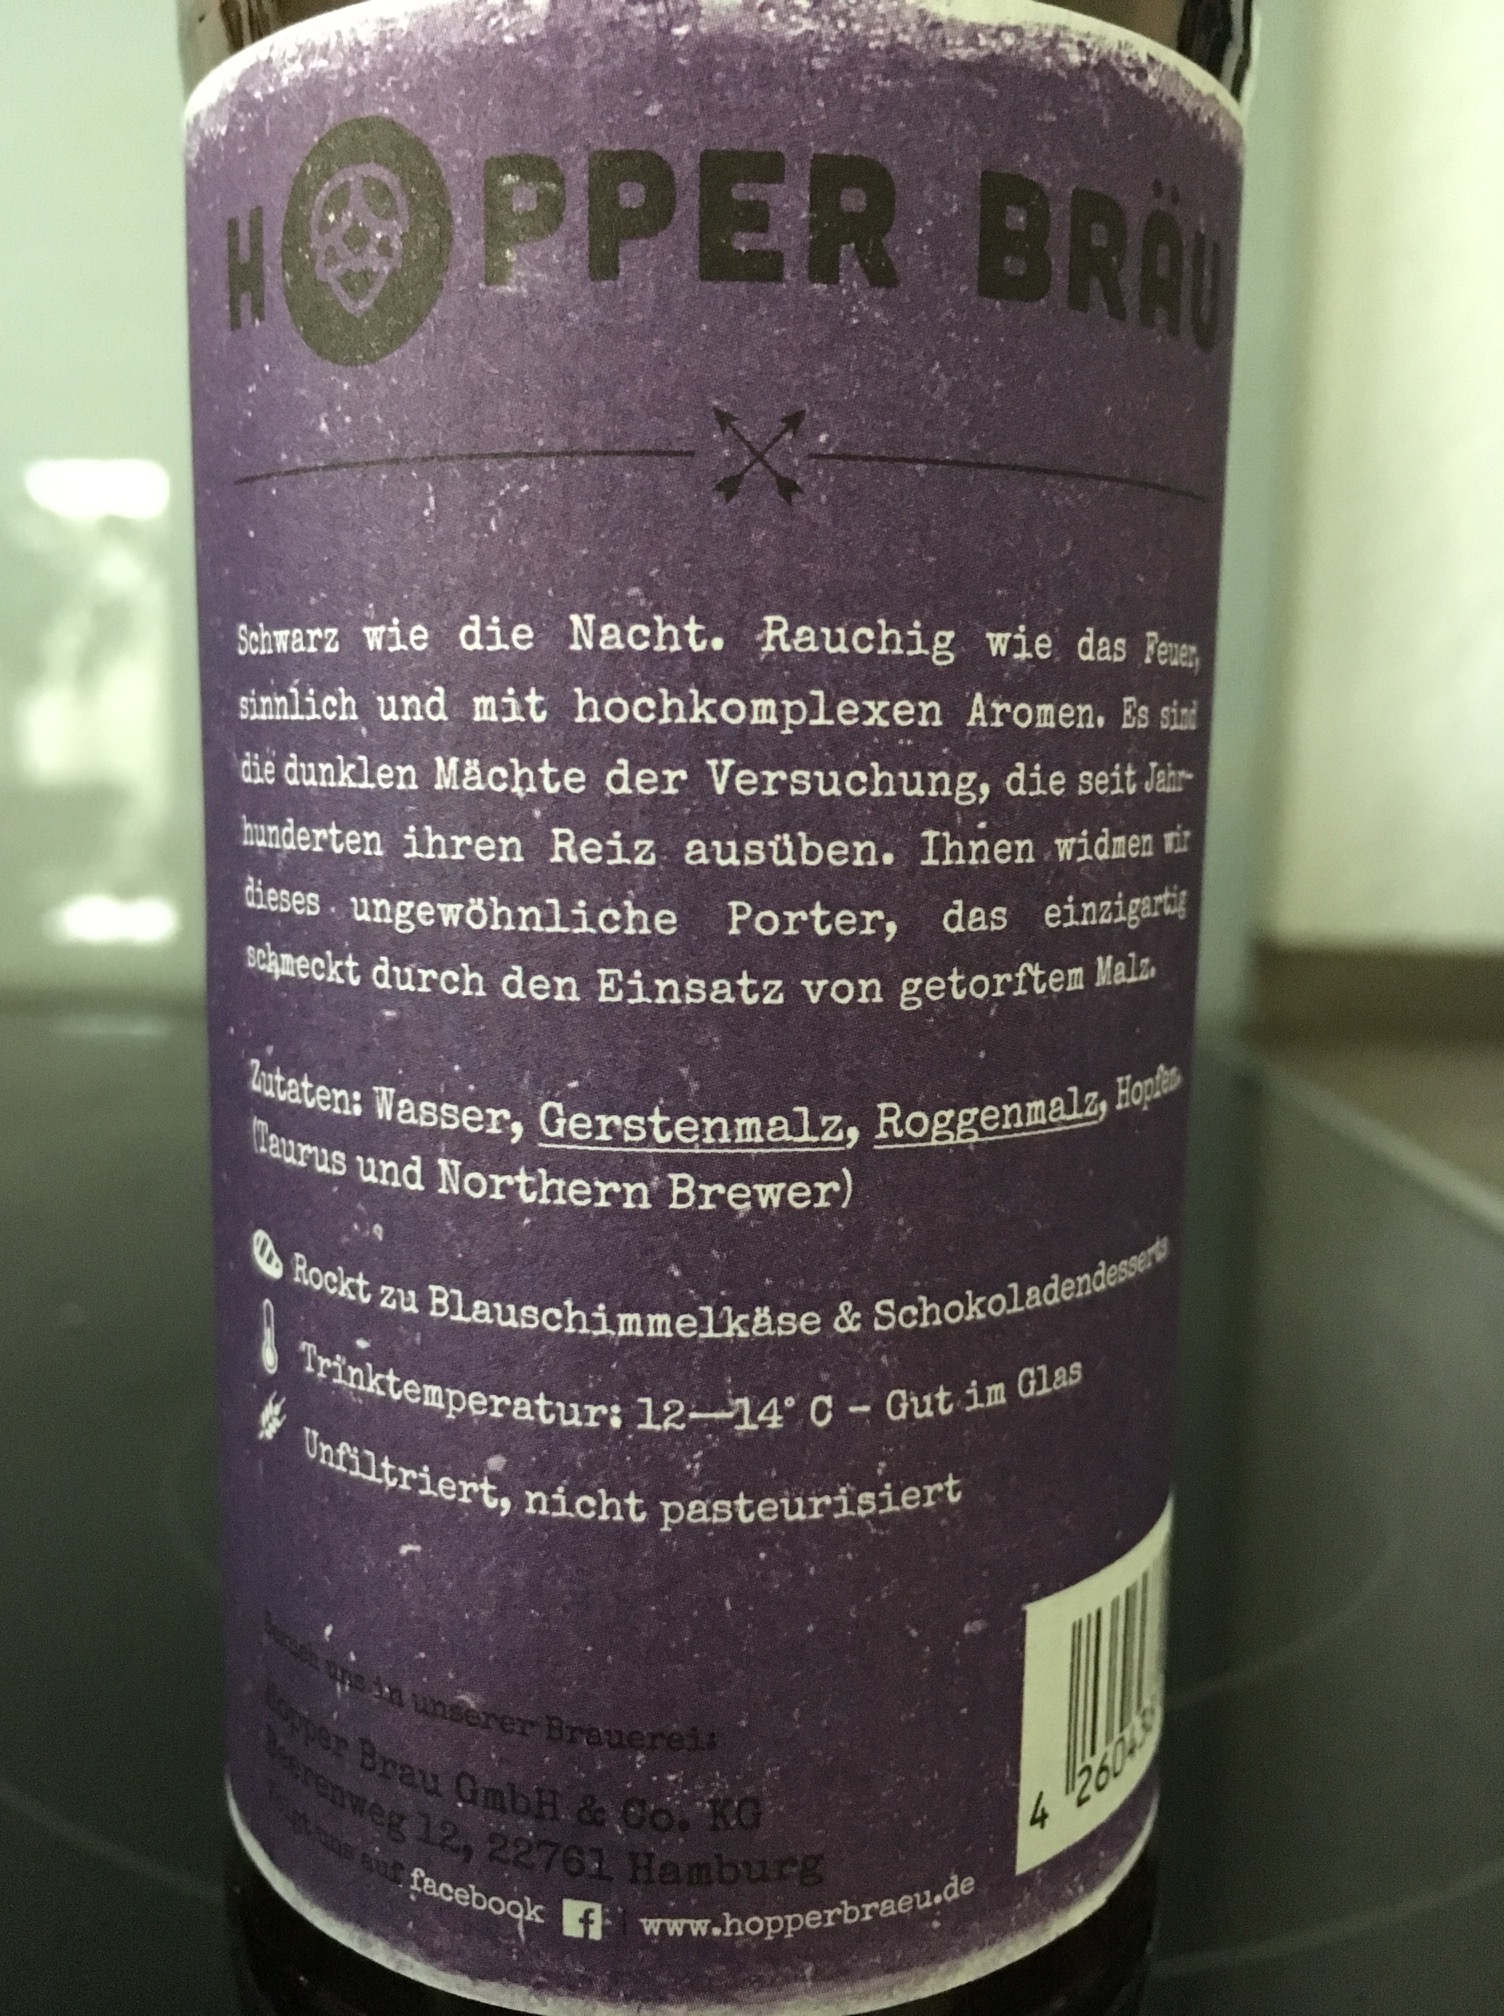 HOPPER BRÄU
Schwarz wie die Nacht. Rauchig wie das Feuer,
sinnlich und mit hochkomplexen Aromen. Es sind
die dunklen Mächte der Versuchung, die seit Jahr-
hunderten ihren Reiz ausüben. Ihnen widmen wir
dieses ungewöhnliche Porter, das einzigartig
schmeckt durch den Einsatz von getorftem Malz.
Zutaten: Wasser, Gerstenmalz, Roggenmalz, Hopfen
(Taurus und Northern Brewer)
Rockt zu Blauschimmelkäse & Schokoladendesserts
Trinktemperatur: 12—14° C - Gut im Glas
Unfiltriert, nicht pasteurisiert
uns in unserer Brauerei:
Hopper Bräu GmbH & Co. KG
Beerenweg 12, 22761 Hamburg
uns auf facebook f | www.hopperbraeu.de
4 26043